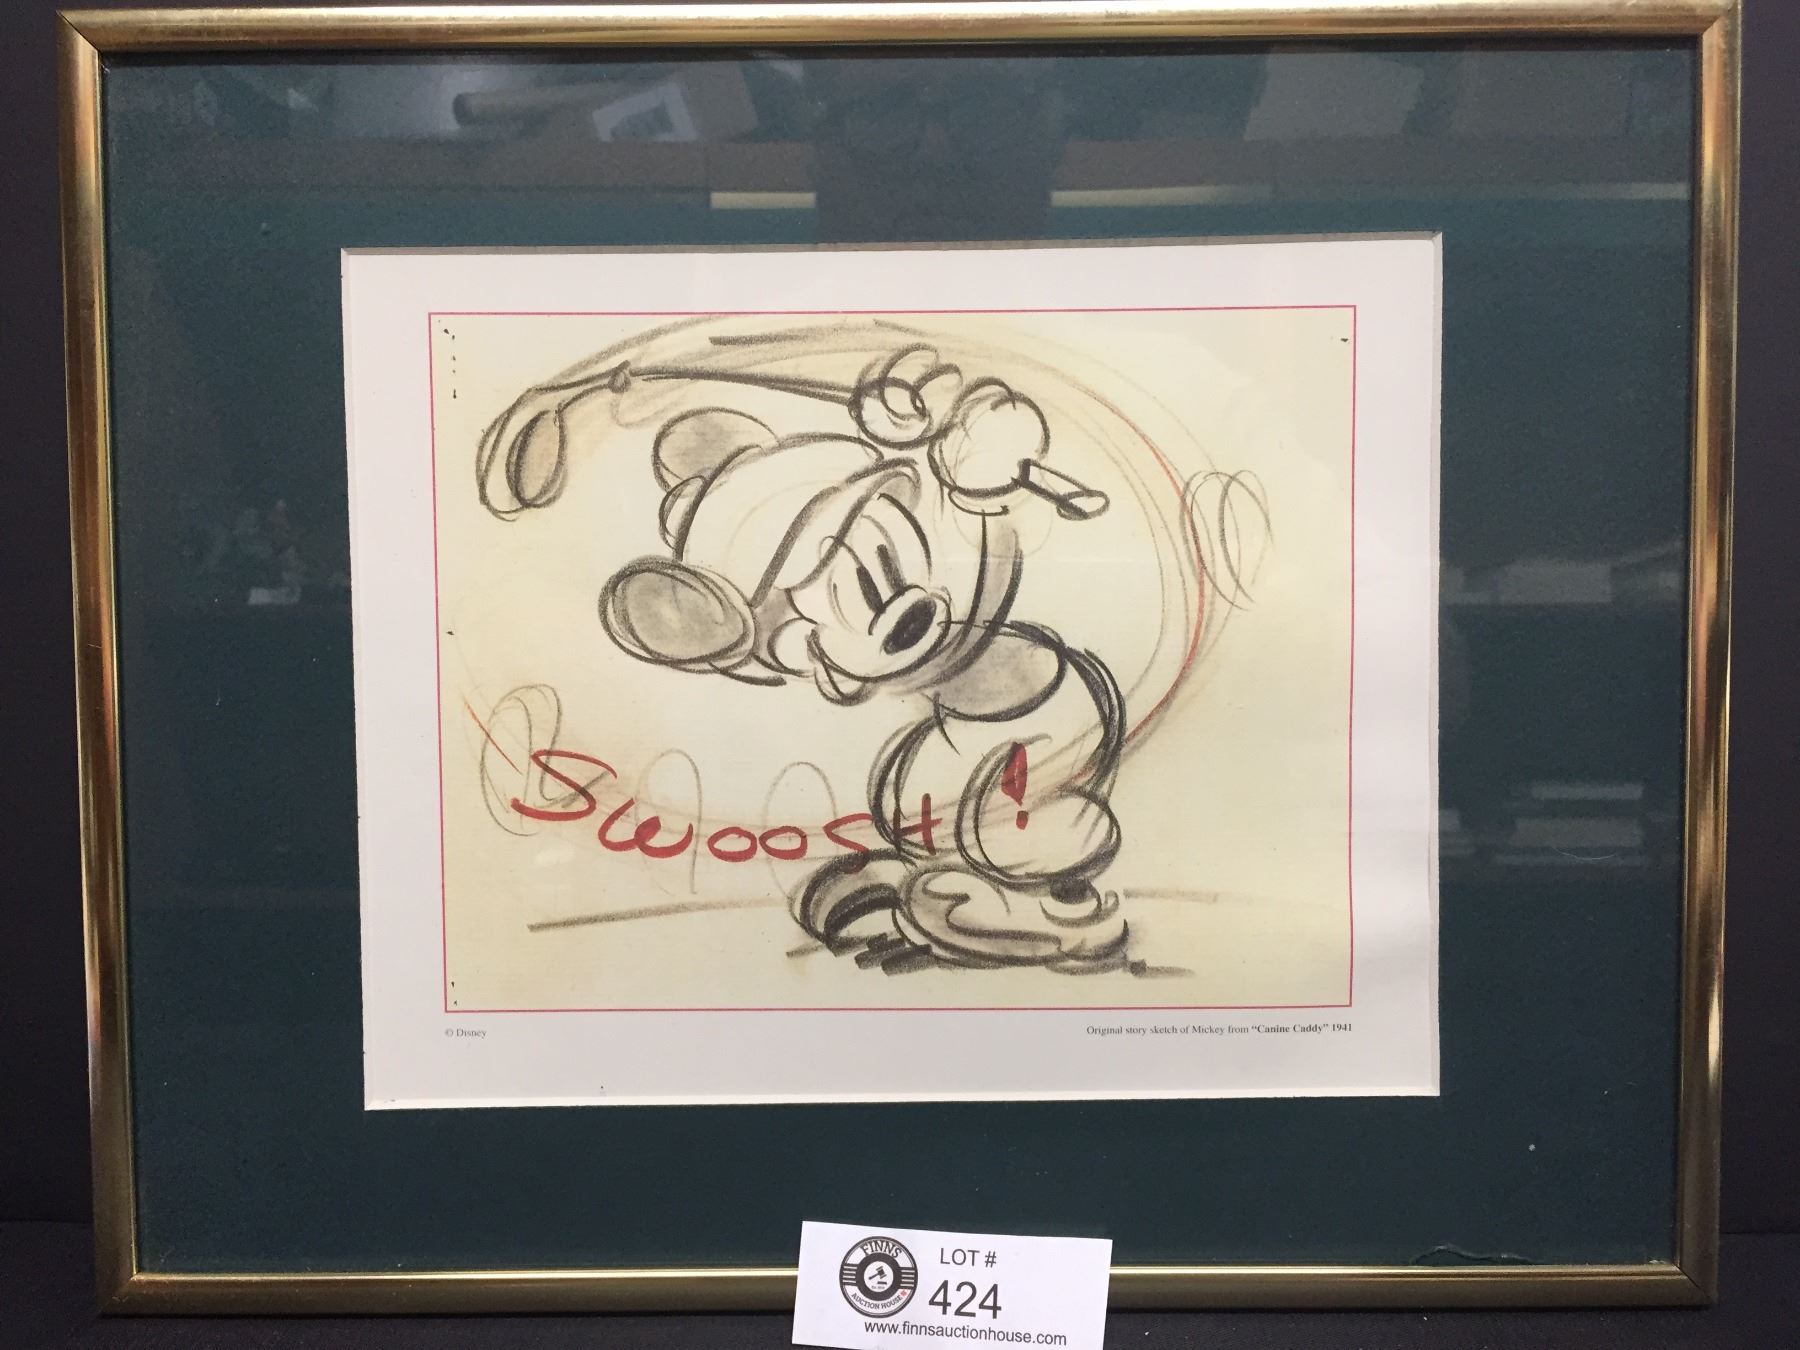 SWOOSH!
© Disney
Original story sketch of Mickey from "Canine Caddy" 1941
FINNS
AUCTION HOUSE
LOT #
424
www.finnsauctionhouse.com